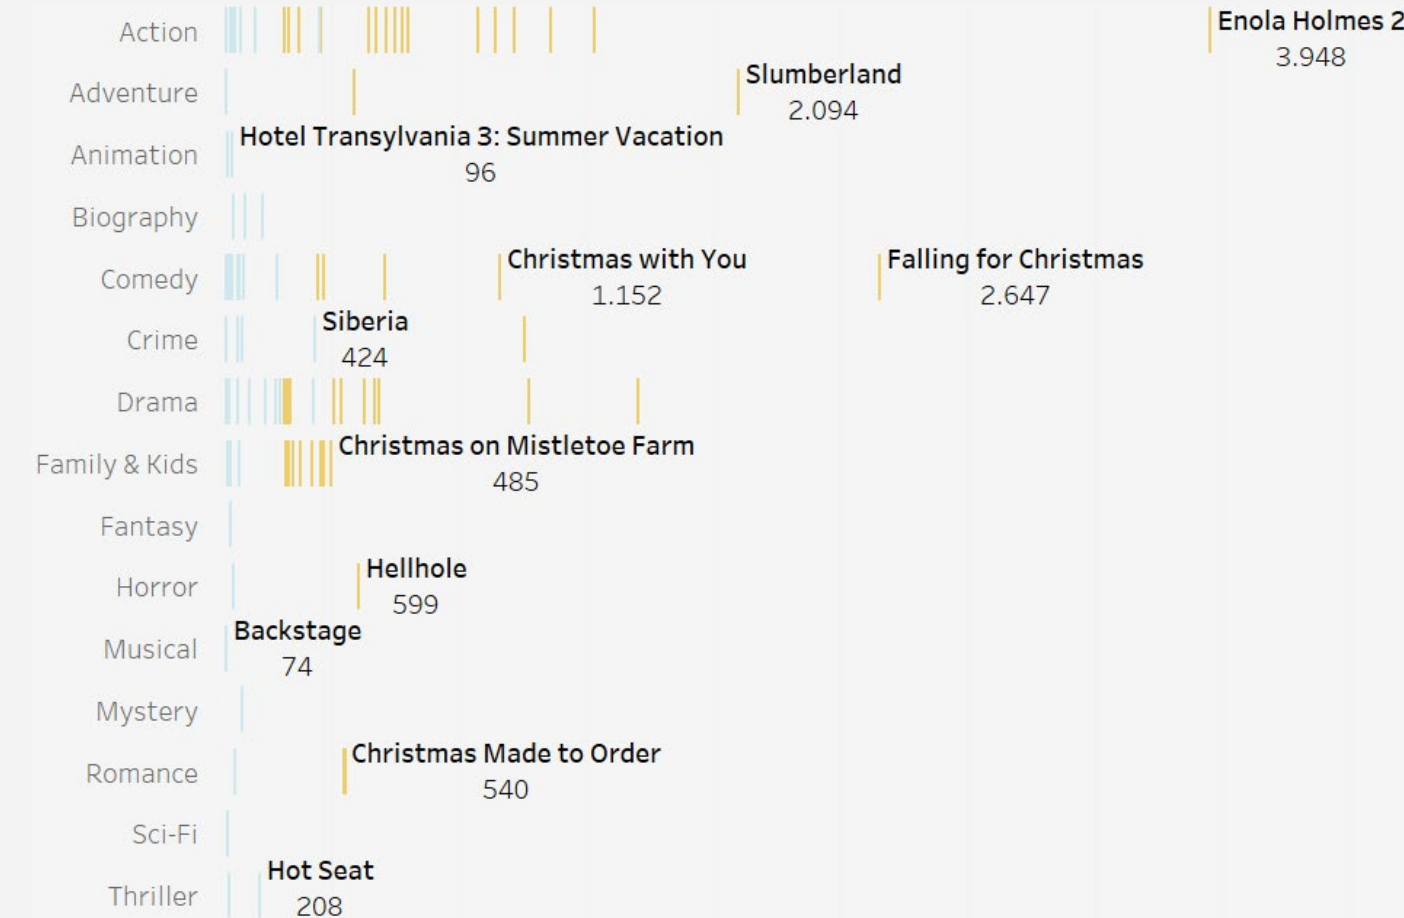 Action
Enola Holmes 2
3.948
Adventure
Slumberland
2.094
Animation
Hotel Transylvania 3: Summer Vacation
96
Biography
Comedy
Christmas with You
1.152
Falling for Christmas
2.647
Crime
Siberia
424
Drama
Family & Kids
Christmas on Mistletoe Farm
485
Fantasy
Horror
Hellhole
599
Musical
Backstage
74
Mystery
Romance
Christmas Made to Order
540
Sci-Fi
Thriller
Hot Seat
208